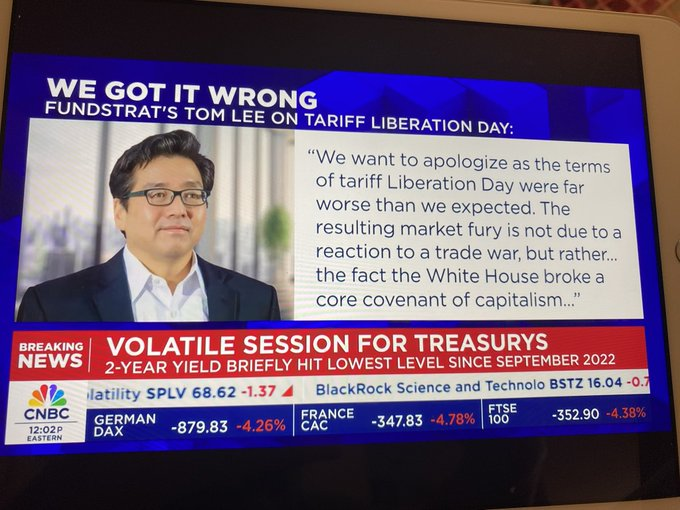 WE GOT IT WRONG
FUNDSTRAT'S TOM LEE ON TARIFF LIBERATION DAY:
“We want to apologize as the terms
of tariff Liberation Day were far
worse than we expected. The
resulting market fury is not due to a
reaction to a trade war, but rather...
the fact the White House broke a
core covenant of capitalism...”
BREAKING NEWS
VOLATILE SESSION FOR TREASURYS
2-YEAR YIELD BRIEFLY HIT LOWEST LEVEL SINCE SEPTEMBER 2022
latility SPLV 68.62 -1.37 BlackRock Science and Technolo BSTZ 16.04 -0.7
CNBC
12:02P
EASTERN
GERMAN DAX -879.83 -4.26%
FRANCE CAC -347.83 -4.78%
FTSE 100 -352.90 -4.38%